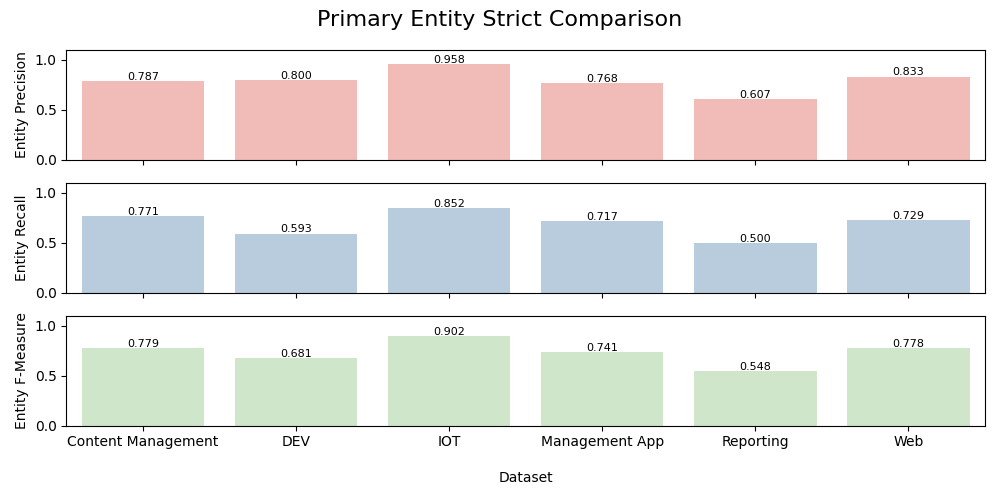 Primary Entity Strict Comparison
Entity Precision
1.0
0.5
0.0
0.787
0.800
0.958
0.768
0.607
0.833
Entity Recall
1.0
0.5
0.0
0.771
0.593
0.852
0.717
0.500
0.729
Entity F-Measure
1.0
0.5
0.0
0.779
0.681
0.902
0.741
0.548
0.778
Content Management
DEV
IOT
Management App
Reporting
Web
Dataset